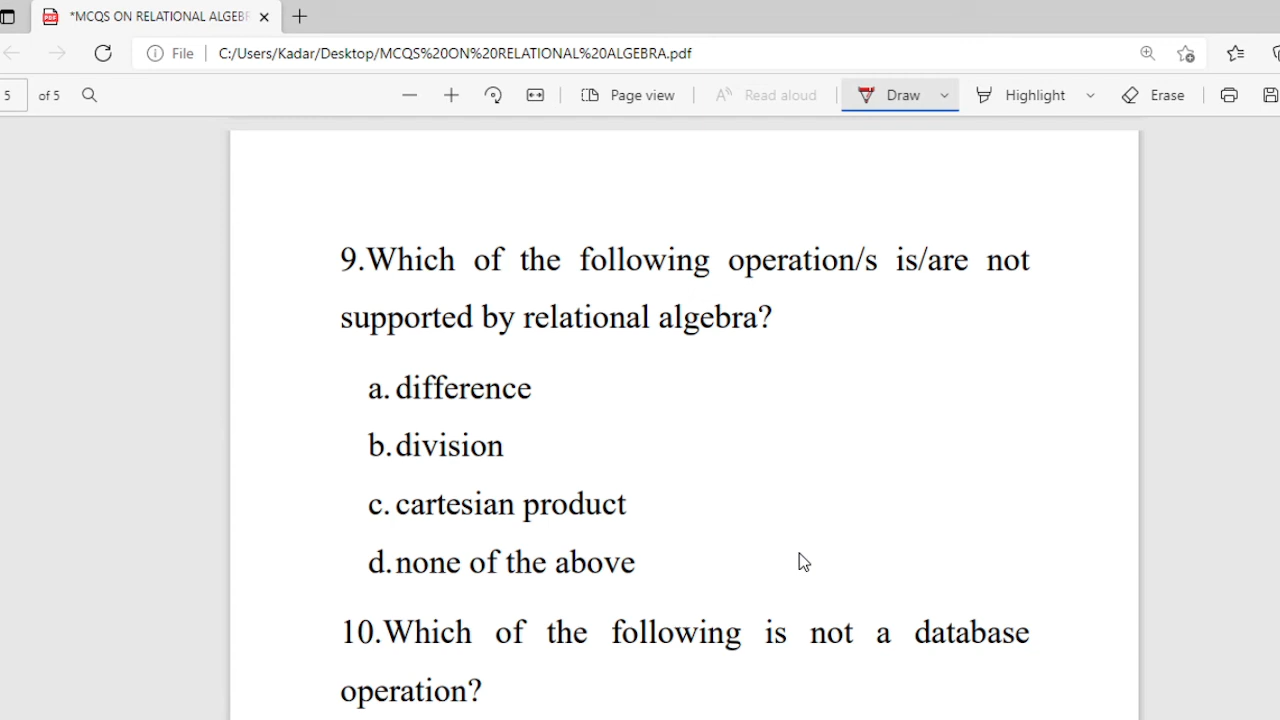 *MCQS ON RELATIONAL ALGEBR
File
C:/Users/Kadar/Desktop/MCQS%20ON%20RELATIONAL%20ALGEBRA.pdf
5 of 5
Page view
Read aloud
Draw
Highlight
Erase
9.Which of the following operation/s is/are not
supported by relational algebra?
a. difference
b.division
c. cartesian product
d.none of the above
10.Which of the following is not a database
operation?